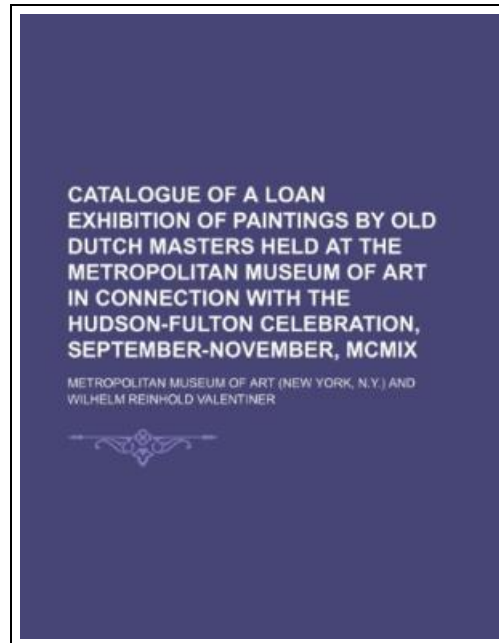 CATALOGUE OF A LOAN
EXHIBITION OF PAINTINGS BY OLD
DUTCH MASTERS HELD AT THE
METROPOLITAN MUSEUM OF ART
IN CONNECTION WITH THE
HUDSON-FULTON CELEBRATION,
SEPTEMBER-NOVEMBER, MCMIX
METROPOLITAN MUSEUM OF ART (NEW YORK, N.Y.) AND
WILHELM REINHOLD VALENTINER